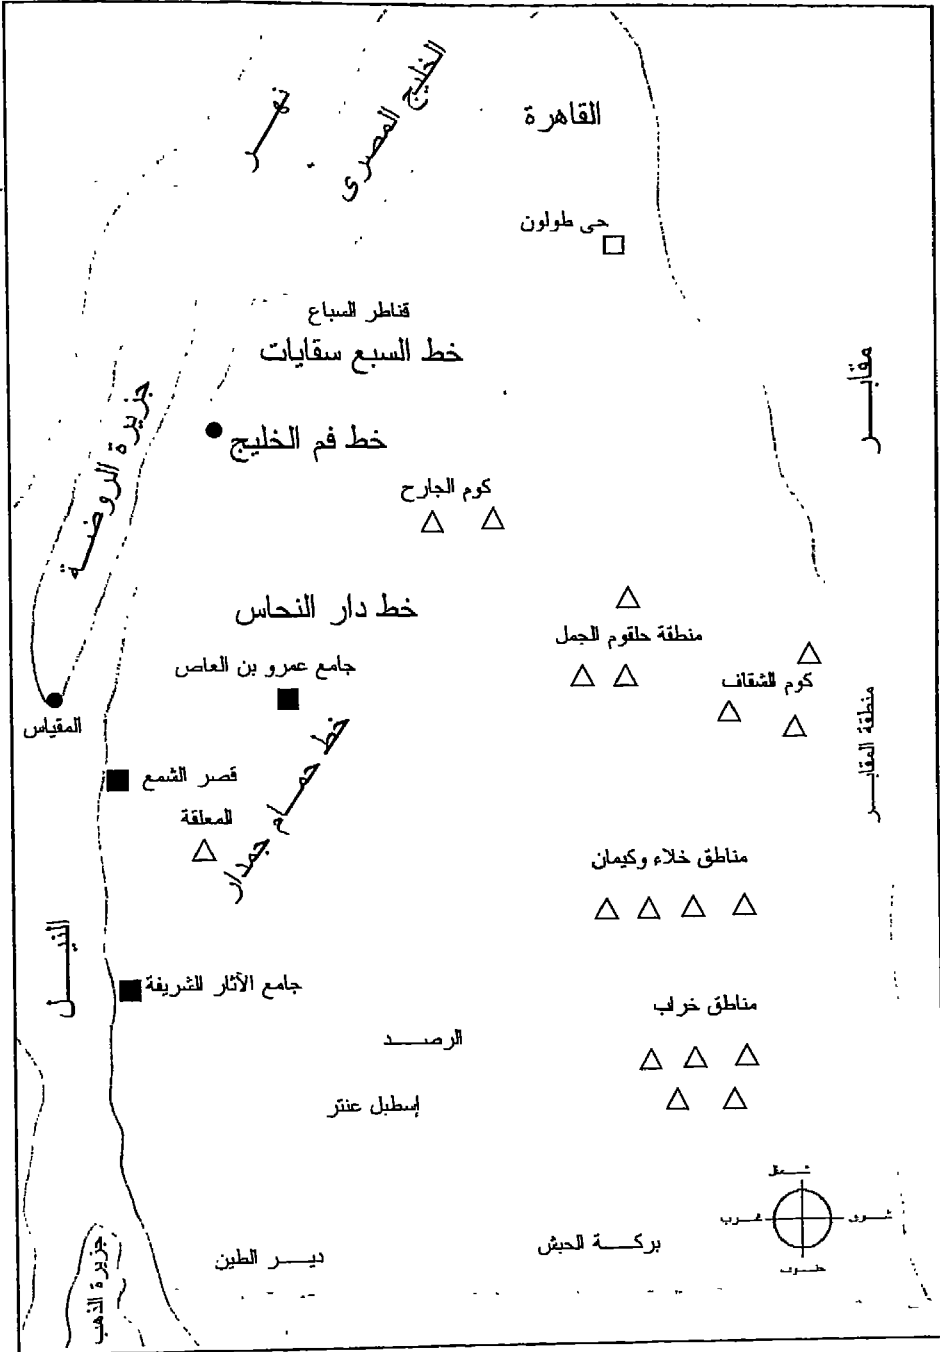 القاهرة
الخليج المصرى
نهر
حى طولون
قناطر السباع
خط السبع سقايات
مقابر
جزيرة الروضة
خط فم الخليج
كوم الجارح
خط دار النحاس
منطقة حلقوم الجمل
جامع عمرو بن العاص
كوم الشقاف
المقياس
منطقة المقابر
خط حمام جمدار
قصر الشمع
المعلقة
مناطق خلاء وكيمان
النيل
جامع الآثار الشريفة
مناطق خراب
الرصد
إسطبل عنتر
شمال
شرق
غرب
جنوب
بركة الحبش
دير الطين
جزيرة الذهب